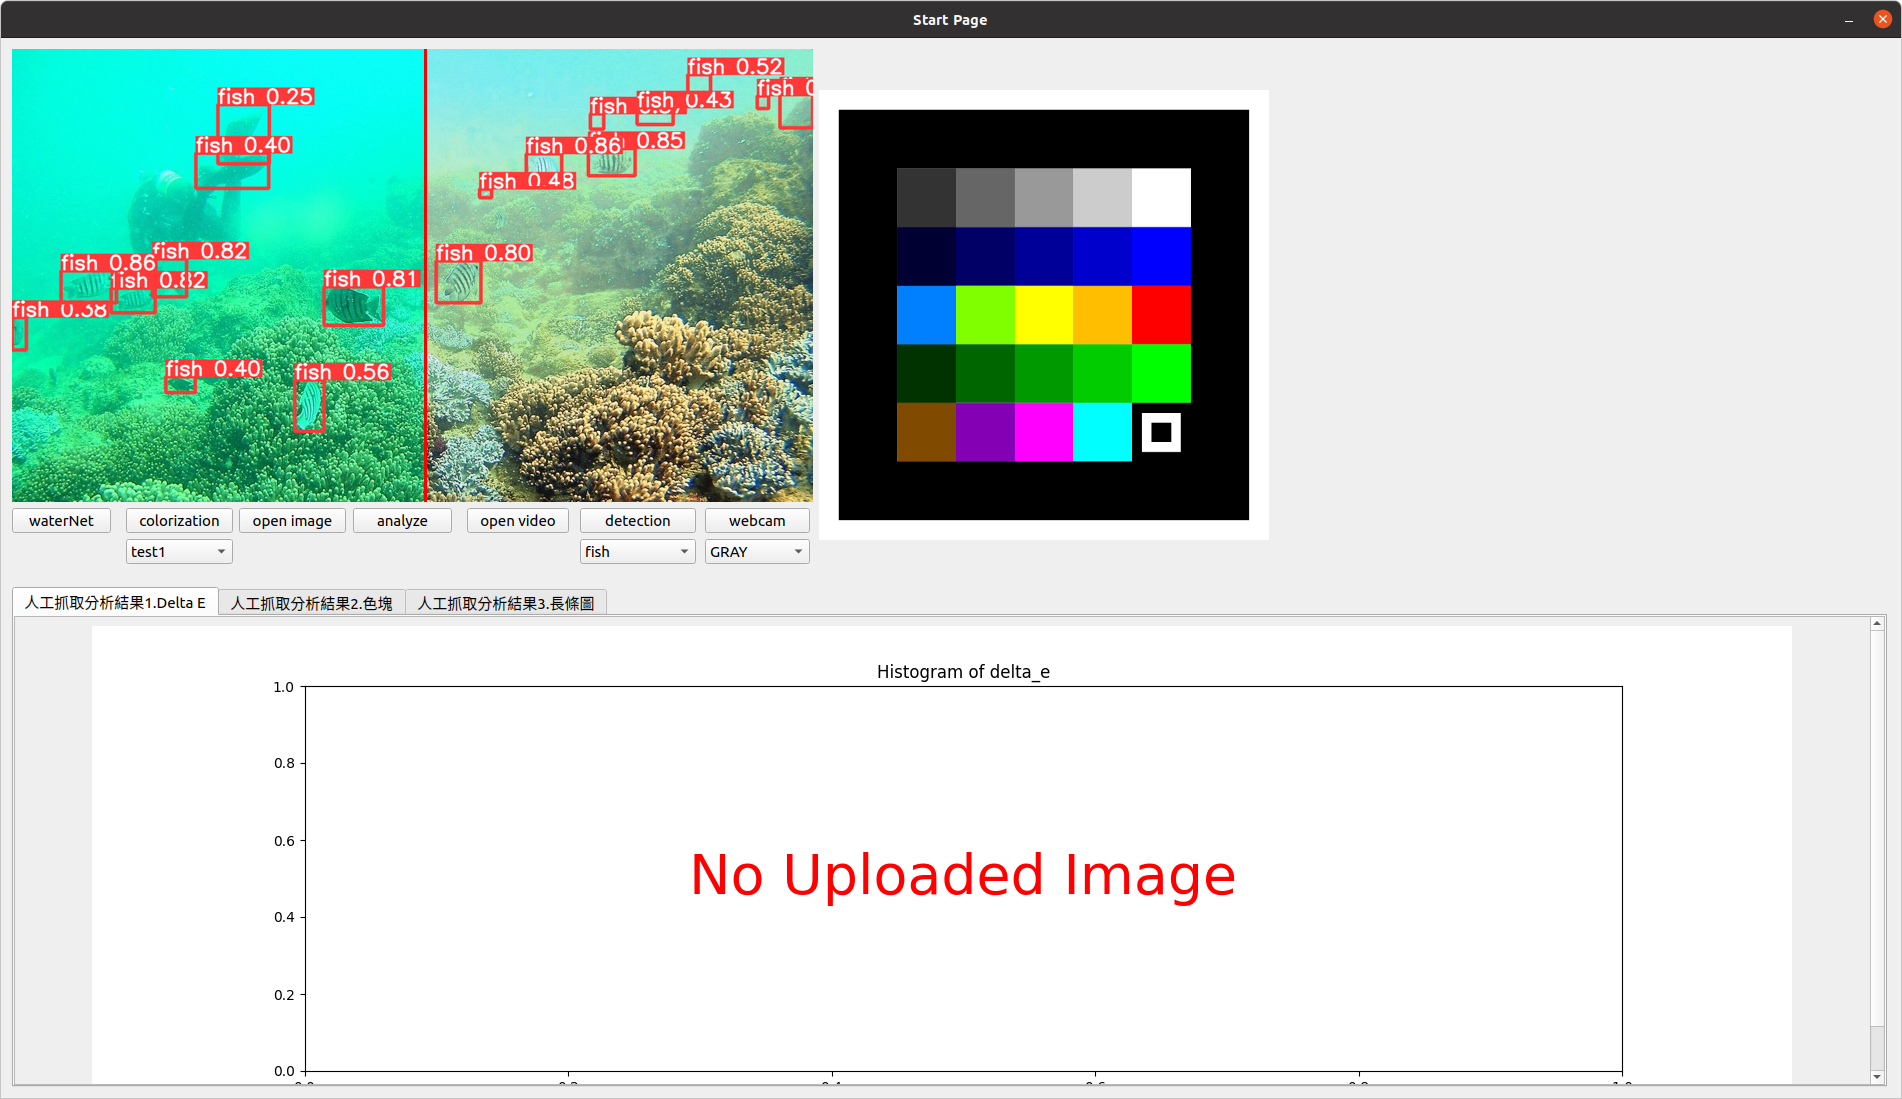 Start Page
fish 0.25
fish 0.40
fish 0.86
fish 0.82
fish 0.82
fish 0.38
fish 0.81
fish 0.40
fish 0.56
fish 0.52
fish
fish
fish 0.43
fish 0.86
0.85
fish 0.48
fish 0.80
waterNet
colorization
open image
analyze
open video
detection
webcam
test1
fish
GRAY
人工抓取分析結果1.Delta E
人工抓取分析結果2.色塊
人工抓取分析結果3.長條圖
Histogram of delta_e
1.0
0.8
0.6
0.4
0.2
0.0
No Uploaded Image